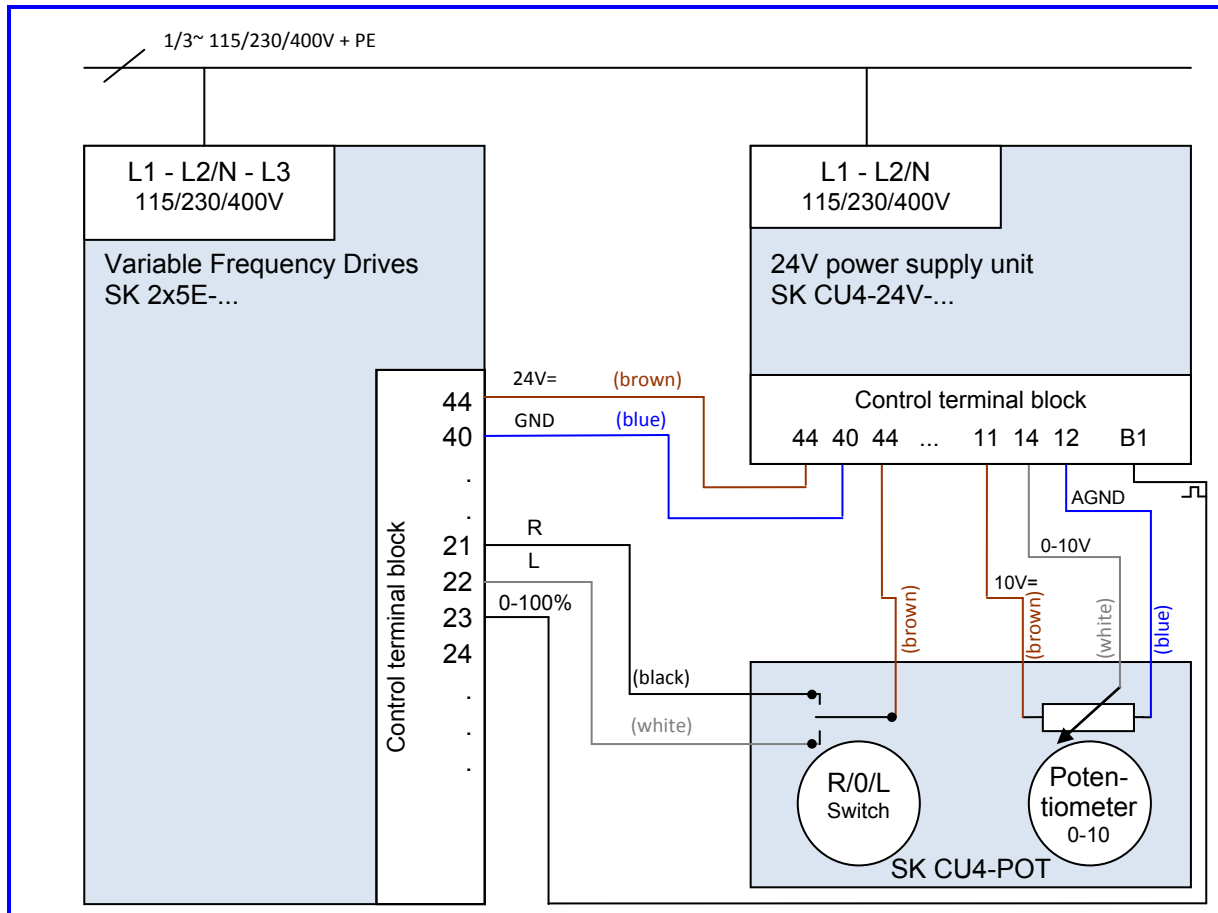 1/3~ 115/230/400V + PE
L1 - L2/N - L3
115/230/400V
Variable Frequency Drives
SK 2x5E-...
L1 - L2/N
115/230/400V
24V power supply unit
SK CU4-24V-...
Control terminal block
44 40 44 ... 11 14 12 B1
Control terminal block
44
40
.
.
21
22
23
24
.
.
.
24V= (brown)
GND (blue)
R
L
0-100%
(black)
(white)
AGND
0-10V
10V=
(brown)
(brown)
(white)
(blue)
R/0/L
Switch
Poten-
tiometer
0-10
SK CU4-POT